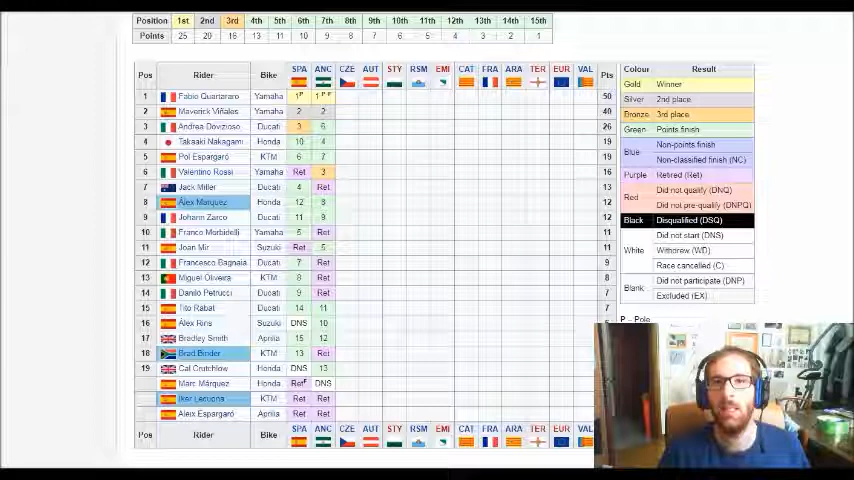 Position 1st 2nd 3rd 4th 5th 6th 7th 8th 9th 10th 11th 12th 13th 14th 15th
Points 25 20 16 13 11 10 9 8 7 6 5 4 3 2 1
Pos Rider Bike SPA ANC CZE AUT STY RSM EMI CAT FRA ARA TER EUR VAL Pts
1 Fabio Quartararo Yamaha 1P 1P F 50
2 Maverick Viñales Yamaha 2 2 40
3 Andrea Dovizioso Ducati 3 6 26
4 Takaaki Nakagami Honda 10 4 19
5 Pol Espargaró KTM 6 7 19
6 Valentino Rossi Yamaha Ret 3 16
7 Jack Miller Ducati 4 Ret 13
8 Álex Márquez Honda 12 8 12
9 Johann Zarco Ducati 11 9 12
10 Franco Morbidelli Yamaha 5 Ret 11
11 Joan Mir Suzuki Ret 5 11
12 Francesco Bagnaia Ducati 7 Ret 9
13 Miguel Oliveira KTM 8 Ret 8
14 Danilo Petrucci Ducati 9 Ret 7
15 Tito Rabat Ducati 14 11 7
16 Álex Rins Suzuki DNS 10
17 Bradley Smith Aprilia 15 12
18 Brad Binder KTM 13 Ret
19 Cal Crutchlow Honda DNS 13
Marc Márquez Honda RetF DNS
Iker Lecuona KTM Ret Ret
Aleix Espargaró Aprilia Ret Ret
Pos Rider Bike SPA ANC CZE AUT STY RSM EMI CAT FRA ARA TER EUR VAL
Colour Result
Gold Winner
Silver 2nd place
Bronze 3rd place
Green Points finish
Blue Non-points finish
Non-classified finish (NC)
Purple Retired (Ret)
Red Did not qualify (DNQ)
Did not pre-qualify (DNPQ)
Black Disqualified (DSQ)
White Did not start (DNS)
Withdrew (WD)
Race cancelled (C)
Blank Did not participate (DNP)
Excluded (EX)
P – Pole